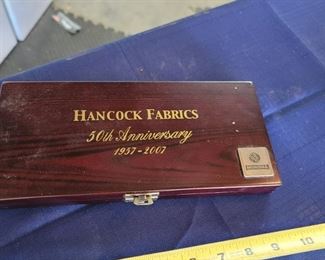 HANCOCK FABRICS
50th Anniversary
1957-2007
7 8 9 10